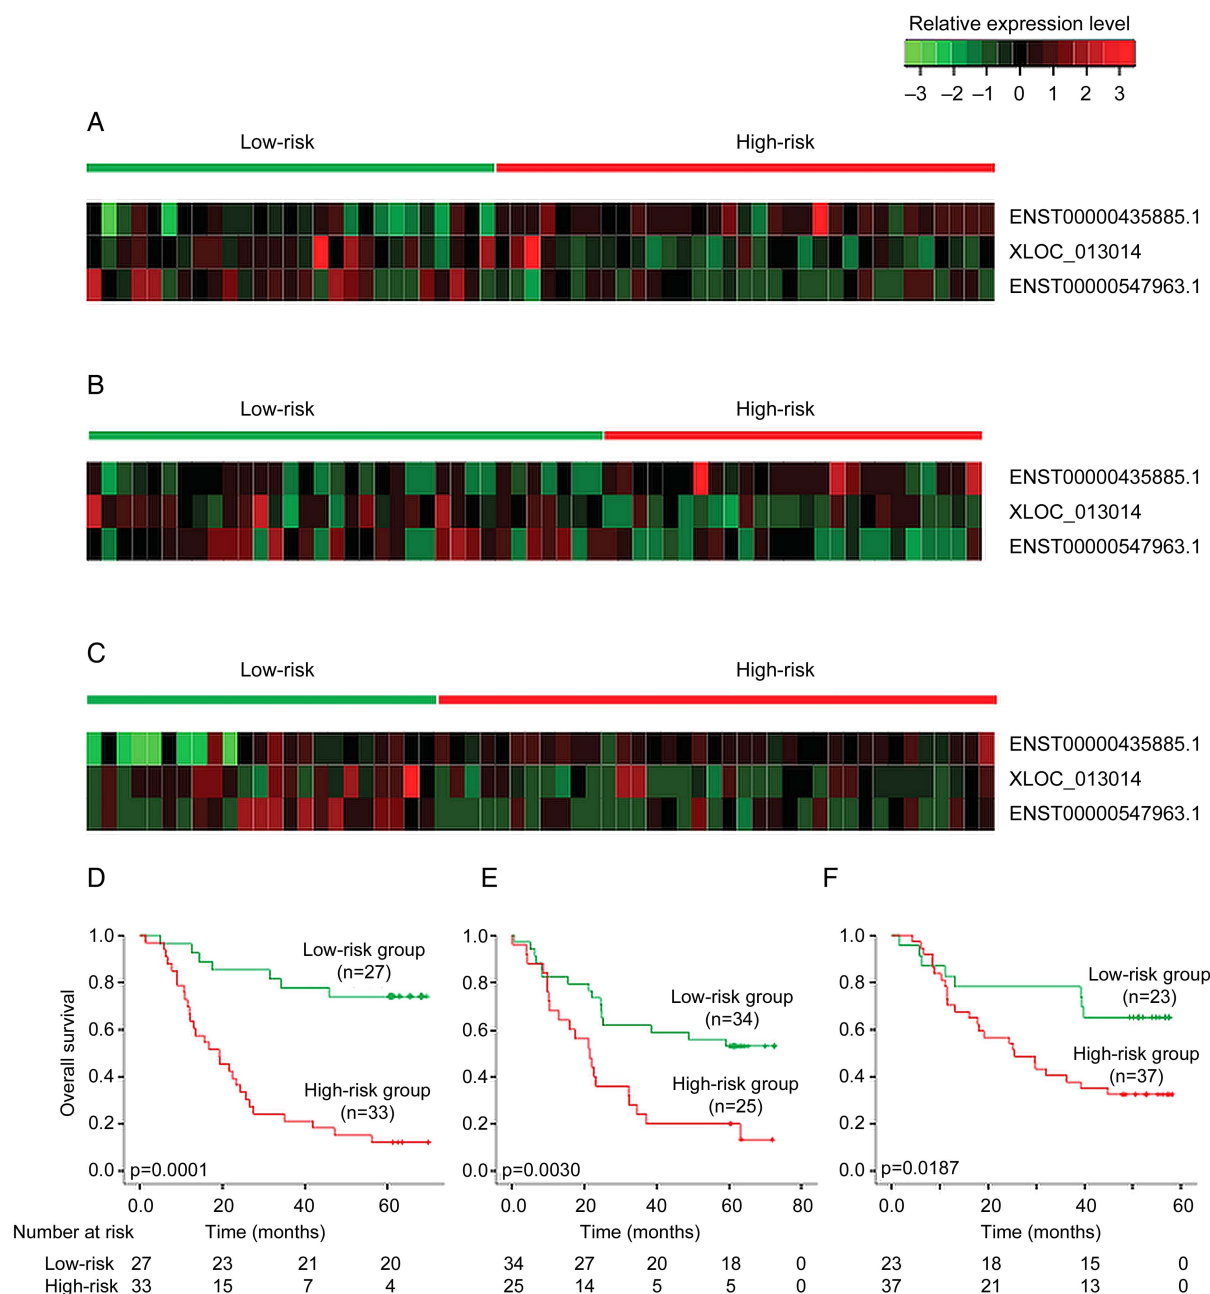 Relative expression level
–3 –2 –1 0 1 2 3
A
Low-risk High-risk
ENST00000435885.1
XLOC_013014
ENST00000547963.1
B
Low-risk High-risk
ENST00000435885.1
XLOC_013014
ENST00000547963.1
C
Low-risk High-risk
ENST00000435885.1
XLOC_013014
ENST00000547963.1
D
Overall survival
1.0
0.8
0.6
0.4
0.2
0.0
Low-risk group
(n=27)
High-risk group
(n=33)
p=0.0001
0.0 20 40 60
Time (months)
E
1.0
0.8
0.6
0.4
0.2
0.0
Low-risk group
(n=34)
High-risk group
(n=25)
p=0.0030
0.0 20 40 60 80
Time (months)
F
1.0
0.8
0.6
0.4
0.2
0.0
Low-risk group
(n=23)
High-risk group
(n=37)
p=0.0187
0.0 20 40 60
Time (months)
Number at risk
Low-risk 27 23 21 20 34 27 20 18 0 23 18 15 0
High-risk 33 15 7 4 25 14 5 5 0 37 21 13 0